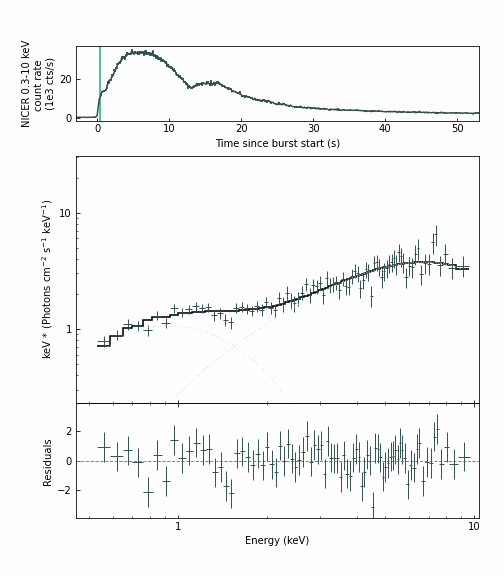 NICER 0.3-10 keV
count rate
(1e3 cts/s)
20
0
0
10
20
30
40
50
Time since burst start (s)
keV * (Photons cm⁻² s⁻¹ keV⁻¹)
10
1
Residuals
2
0
−2
1
10
Energy (keV)